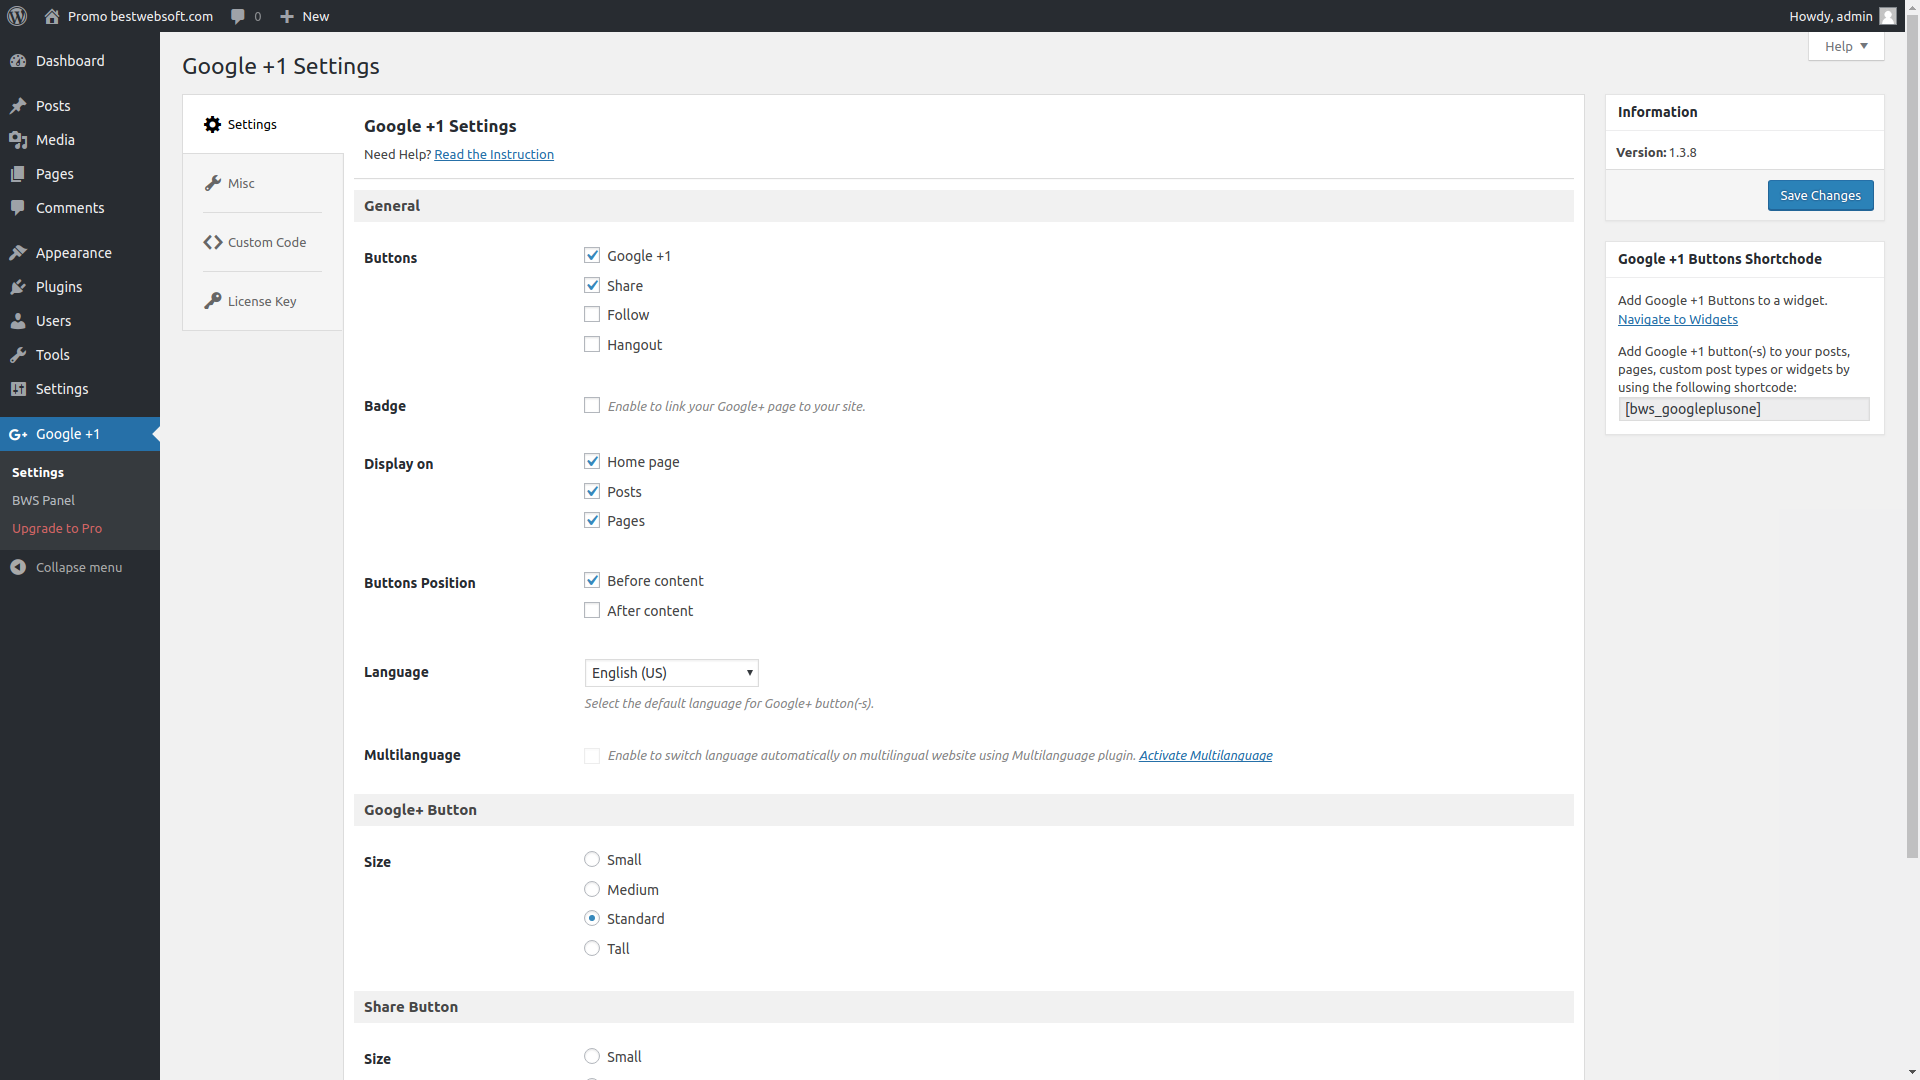 Promo bestwebsoft.com 0 New Howdy, admin
Help
Dashboard
Posts
Media
Pages
Comments
Appearance
Plugins
Users
Tools
Settings
G+ Google +1
Settings
BWS Panel
Upgrade to Pro
Collapse menu
Google +1 Settings
Settings
Misc
Custom Code
License Key
Google +1 Settings
Need Help? Read the Instruction
General
Buttons
Google +1
Share
Follow
Hangout
Badge
Enable to link your Google+ page to your site.
Display on
Home page
Posts
Pages
Buttons Position
Before content
After content
Language
English (US)
Select the default language for Google+ button(-s).
Multilanguage
Enable to switch language automatically on multilingual website using Multilanguage plugin. Activate Multilanguage
Google+ Button
Size
Small
Medium
Standard
Tall
Share Button
Size
Small
Information
Version: 1.3.8
Save Changes
Google +1 Buttons Shortchode
Add Google +1 Buttons to a widget.
Navigate to Widgets
Add Google +1 button(-s) to your posts,
pages, custom post types or widgets by
using the following shortcode:
[bws_googleplusone]